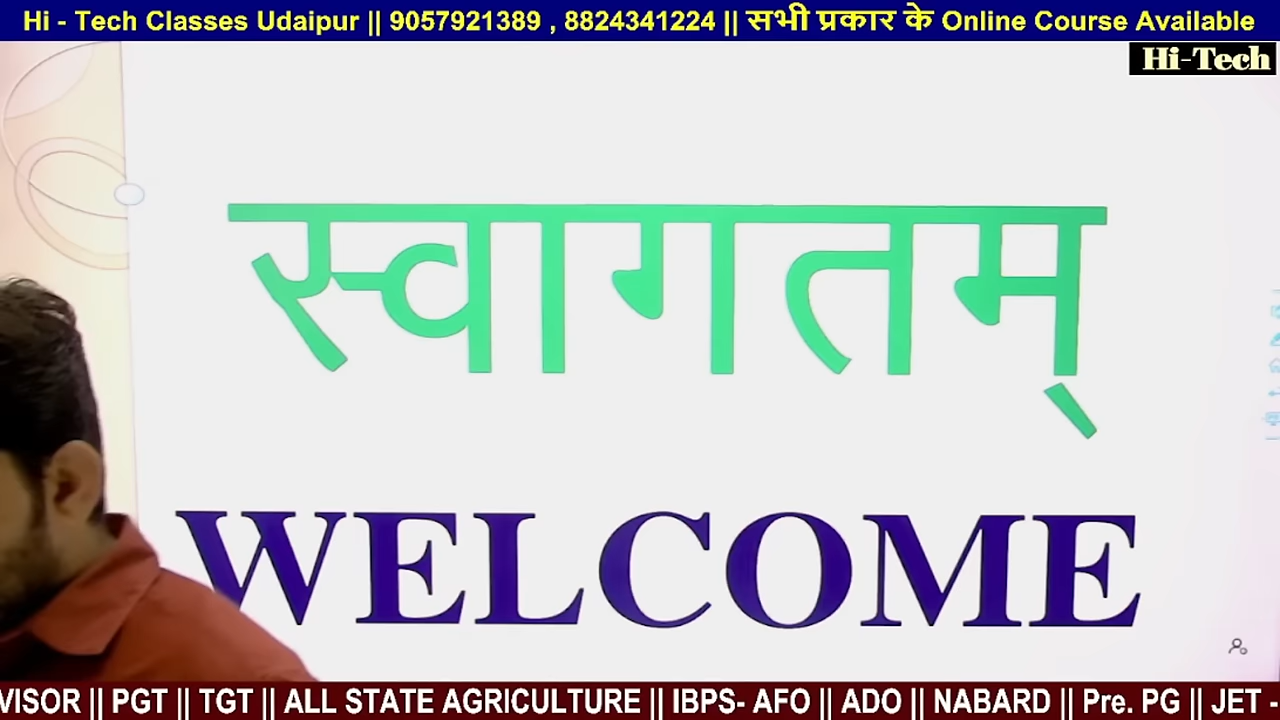 Hi - Tech Classes Udaipur || 9057921389 , 8824341224 || सभी प्रकार के Online Course Available
Hi-Tech
स्वागतम्
WELCOME
VISOR || PGT || TGT || ALL STATE AGRICULTURE || IBPS- AFO || ADO || NABARD || Pre. PG || JET -